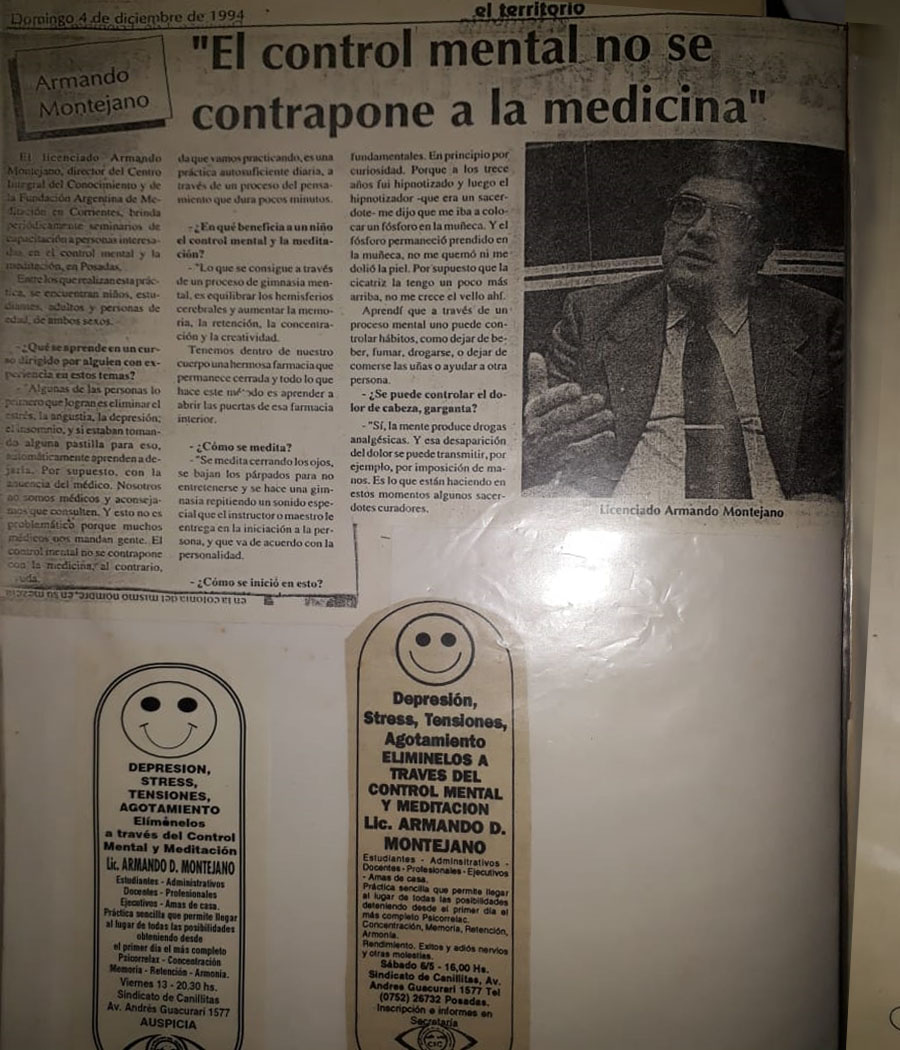 Domingo 4 de diciembre de 1994
el territorio
Armando
Montejano
"El control mental no se
contrapone a la medicina"
El licenciado Armando
Montejano, director del Centro
Integral del Conocimiento y de
la Fundación Argentina de Me-
ditación en Corrientes, brinda
periódicamente seminarios de
capacitación a personas interesa-
das en el control mental y la
meditación, en Posadas.
Entre los que realizan esta prác-
tica, se encuentran niños, estu-
diantes, adultos y personas de
edad, de ambos sexos.
- ¿Qué se aprende en un cur-
so dirigido por alguien con ex-
periencia en estos temas?
- "Algunas de las personas lo
primero que logran es eliminar el
estrés, la angustia, la depresión;
el insomnio, y si estaban toman-
do alguna pastilla para eso,
automáticamente aprenden a de-
jarla. Por supuesto, con la
anuencia del médico. Nosotros
no somos médicos y aconseja-
mos que consulten. Y esto no es
problemático porque muchos
médicos nos mandan gente. El
control mental no se contrapone
con la medicina, al contrario,
ayuda.
da que vamos practicando, es una
práctica autosuficiente diaria, a
través de un proceso del pensa-
miento que dura pocos minutos.
- ¿En qué beneficia a un niño
el control mental y la medita-
ción?
- "Lo que se consigue a través
de un proceso de gimnasia men-
tal, es equilibrar los hemisferios
cerebrales y aumentar la memo-
ria, la retención, la concentra-
ción y la creatividad.
Tenemos dentro de nuestro
cuerpo una hermosa farmacia que
permanece cerrada y todo lo que
hace este es aprender a
abrir las puertas de esa farmacia
interior.
- ¿Cómo se medita?
- "Se medita cerrando los ojos,
se bajan los párpados para no
entretenerse y se hace una gim-
nasia repitiendo un sonido espe-
cial que el instructor o maestro le
entrega en la iniciación a la per-
sona, y que va de acuerdo con la
personalidad.
- ¿Cómo se inició en esto?
fundamentales. En principio por
curiosidad. Porque a los trece
años fui hipnotizado y luego el
hipnotizador -que era un sacer-
dote- me dijo que me iba a colo-
car un fósforo en la muñeca. Y el
fósforo permaneció prendido en
la muñeca, no me quemó ni me
dolió la piel. Por supuesto que la
cicatriz la tengo un poco más
arriba, no me crece el vello ahí.
Aprendí que a través de un
proceso mental uno puede con-
trolar hábitos, como dejar de be-
ber, fumar, drogarse, o dejar de
comerse las uñas o ayudar a otra
persona.
- ¿Se puede controlar el do-
lor de cabeza, garganta?
- "Sí, la mente produce drogas
analgésicas. Y esa desaparición
del dolor se puede transmitir, por
ejemplo, por imposición de ma-
nos. Es lo que están haciendo en
estos momentos algunos sacer-
dotes curadores.
Licenciado Armando Montejano
en la colonia del mismo nombre, en su
DEPRESION,
STRESS,
TENSIONES,
AGOTAMIENTO
Elimínelos
a través del Control
Mental y Meditación
Lic. ARMANDO D. MONTEJANO
Estudiantes - Administrativos
Docentes - Profesionales
Ejecutivos - Amas de casa.
Práctica sencilla que permite llegar
al lugar de todas las posibilidades
obteniendo desde
el primer día el más completo
Psicorrelax - Concentración
Memoria - Retención - Armonía.
Viernes 13 - 20.30 hs.
Sindicato de Canillitas
Av. Andrés Guacurarí 1577
AUSPICIA
Depresión,
Stress, Tensiones,
Agotamiento
ELIMINELOS A
TRAVES DEL
CONTROL MENTAL
Y MEDITACION
Lic. ARMANDO D.
MONTEJANO
Estudiantes - Adminsitrativos -
Docentes - Profesionales - Ejecutivos
- Amas de casa.
Práctica sencilla que permite llegar
al lugar de todas las posibilidades
deteniendo desde el primer día el
más completo Psicorrelac.
Concentración, Memoria, Retención,
Armonía.
Rendimiento. Exitos y adiós nervios
y otras molestias.
Sábado 6/5 - 16,00 Hs.
Sindicato de Canillitas, Av.
Andres Guacurarí 1577 Tel
(0752) 26732 Posadas.
Inscripción e informes en
Secretaría
CIC